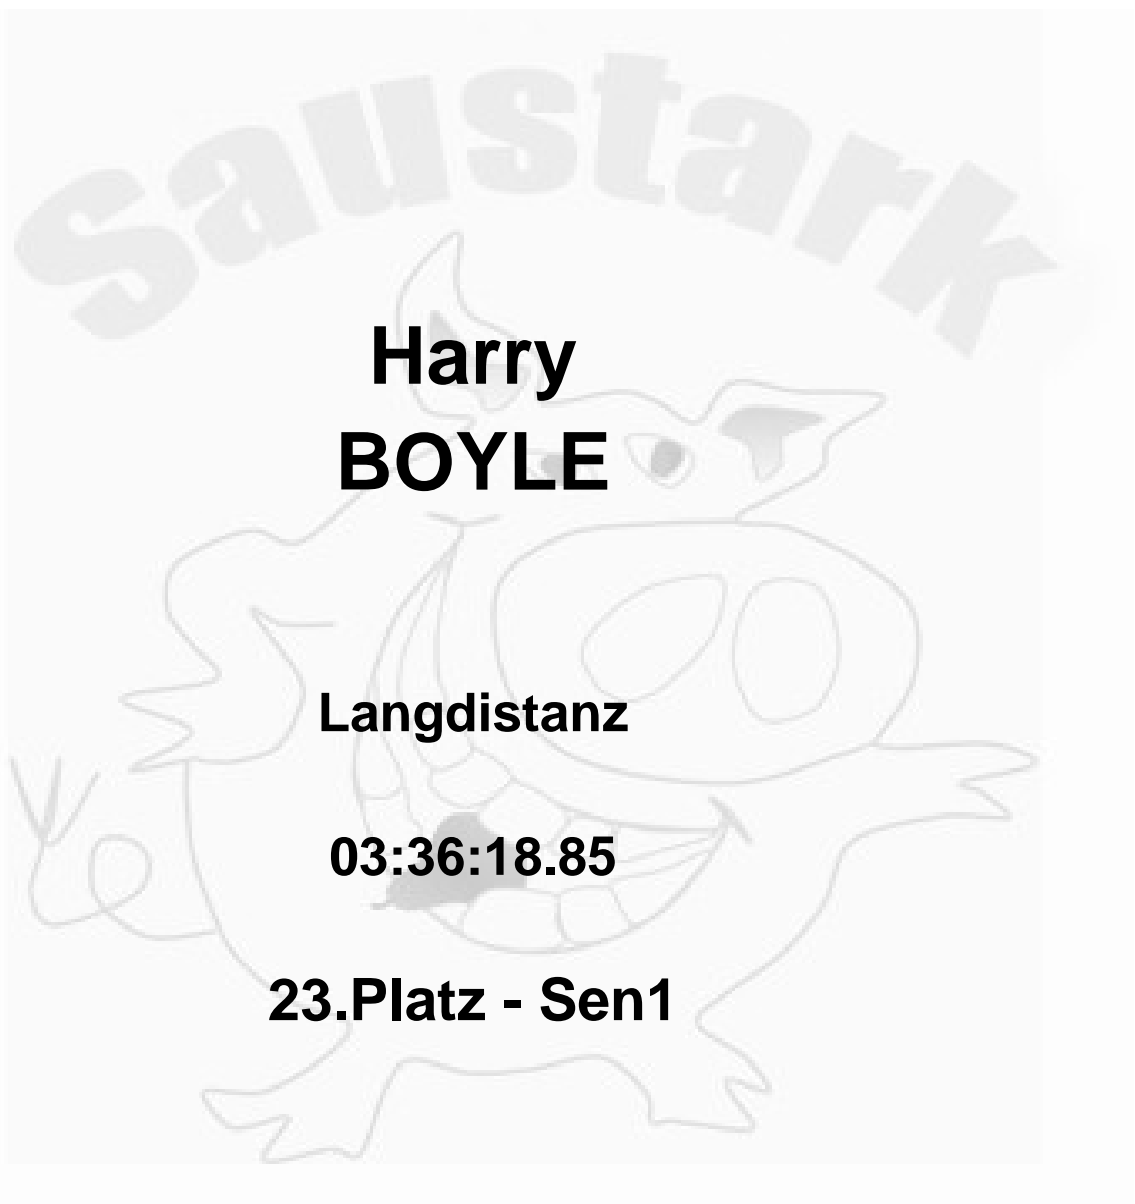 Saustark
Harry
BOYLE
Langdistanz
03:36:18.85
23.Platz - Sen1